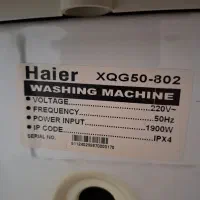 Haier XQG50-802
WASHING MACHINE
• VOLTAGE 220V~
• FREQUENCY 50Hz
• POWER INPUT 1900W
• IP CODE IPX4
SERIAL NO.